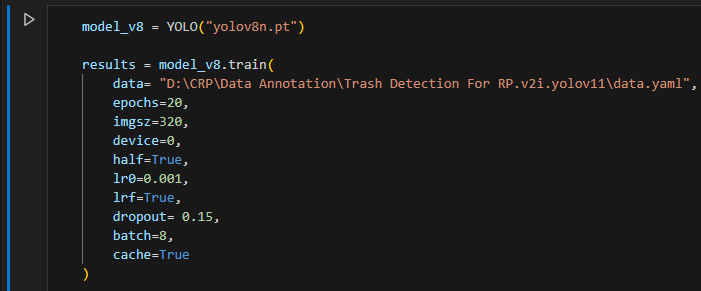 model_v8 = YOLO("yolov8n.pt")
results = model_v8.train(
data= "D:\CRP\Data Annotation\Trash Detection For RP.v2i.yolov11\data.yaml",
epochs=20,
imgsz=320,
device=0,
half=True,
lr0=0.001,
lrf=True,
dropout= 0.15,
batch=8,
cache=True
)